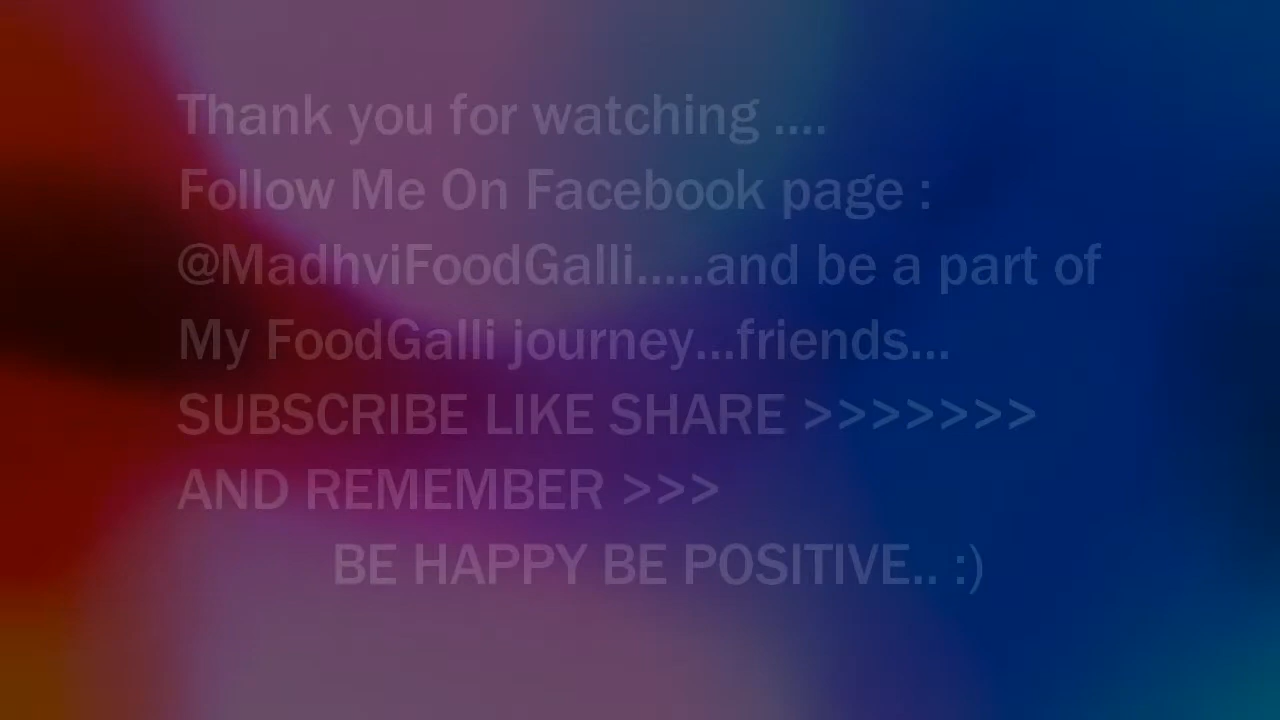 Thank you for watching ....
Follow Me On Facebook page :
@MadhviFoodGalli.....and be a part of
My FoodGalli journey...friends...
SUBSCRIBE LIKE SHARE >>>>>>>
AND REMEMBER >>>
BE HAPPY BE POSITIVE.. :)